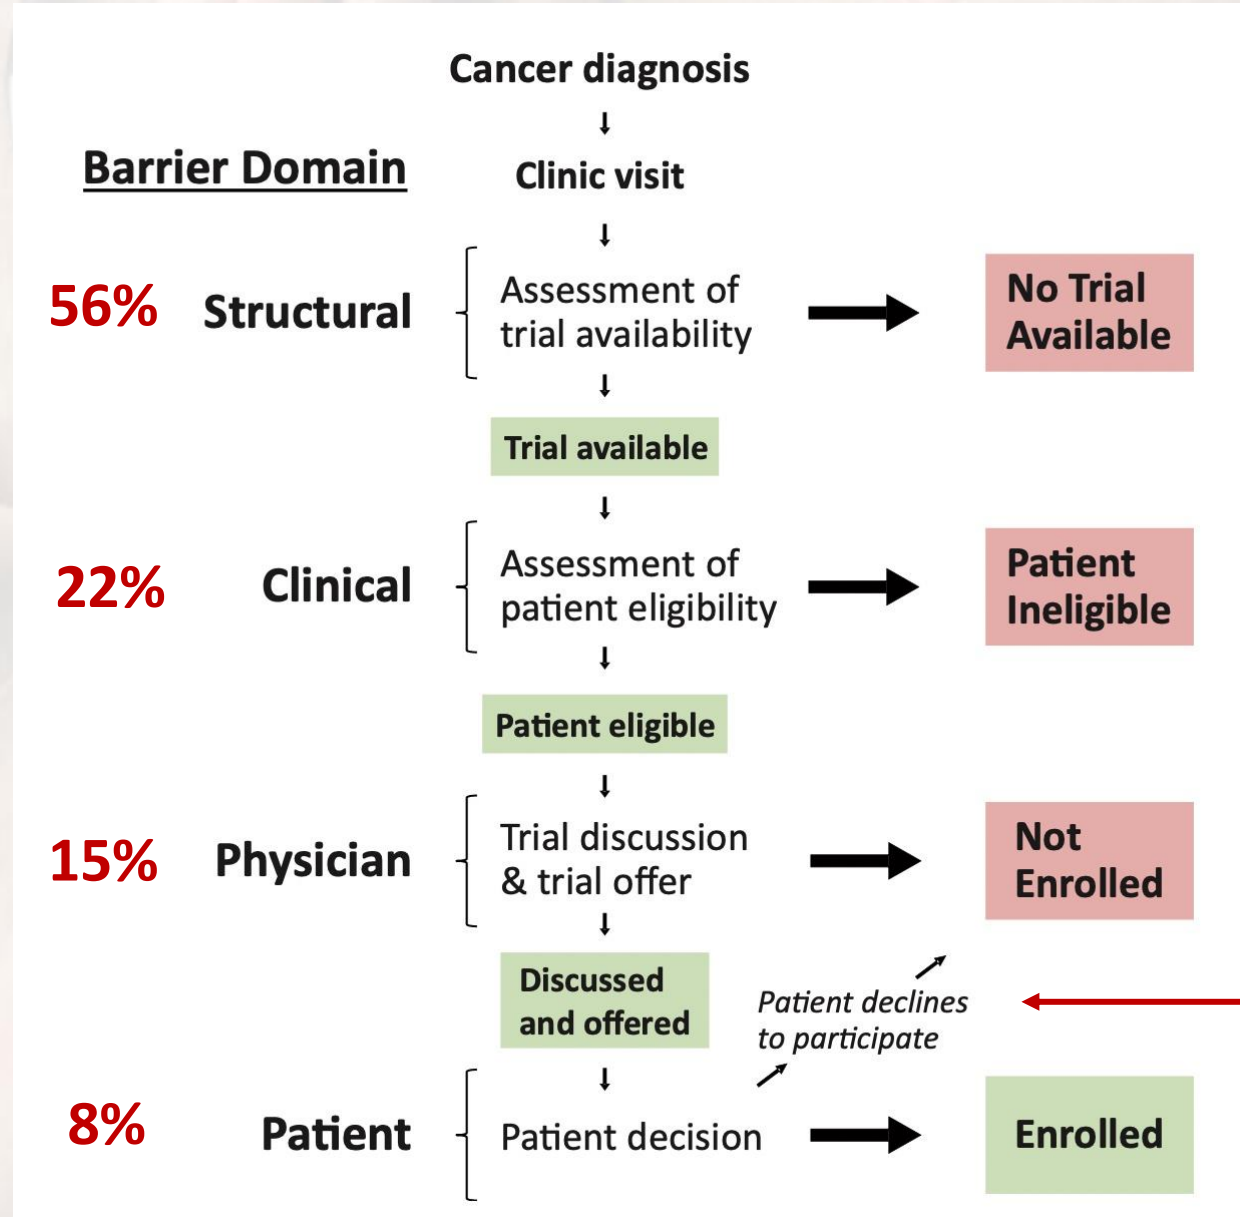 Cancer diagnosis
Barrier Domain
Clinic visit
56%
Structural
Assessment of
trial availability
No Trial
Available
Trial available
22%
Clinical
Assessment of
patient eligibility
Patient
Ineligible
Patient eligible
15%
Physician
Trial discussion
& trial offer
Not
Enrolled
Discussed
and offered
Patient declines
to participate
8%
Patient
Patient decision
Enrolled